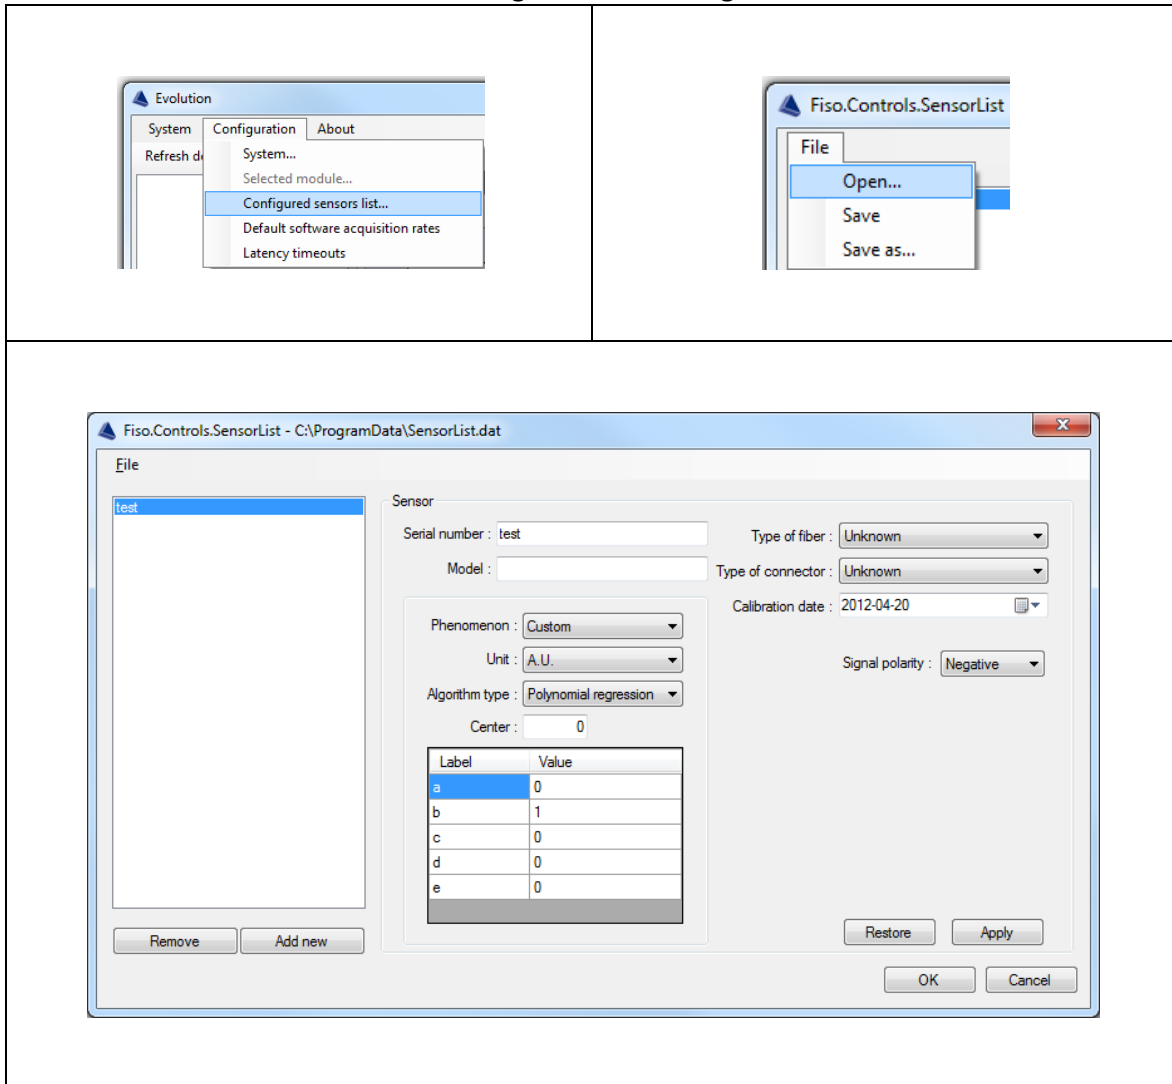 Evolution
System Configuration About
Refresh d
System...
Selected module...
Configured sensors list...
Default software acquisition rates
Latency timeouts
Fiso.Controls.SensorList
File
Open...
Save
Save as...
Fiso.Controls.SensorList - C:\ProgramData\SensorList.dat
File
test
Sensor
Serial number : test
Model :
Phenomenon : Custom
Unit : A.U.
Algorithm type : Polynomial regression
Center : 0
Label Value
a 0
b 1
c 0
d 0
e 0
Type of fiber : Unknown
Type of connector : Unknown
Calibration date : 2012-04-20
Signal polarity : Negative
Remove Add new
Restore Apply
OK Cancel